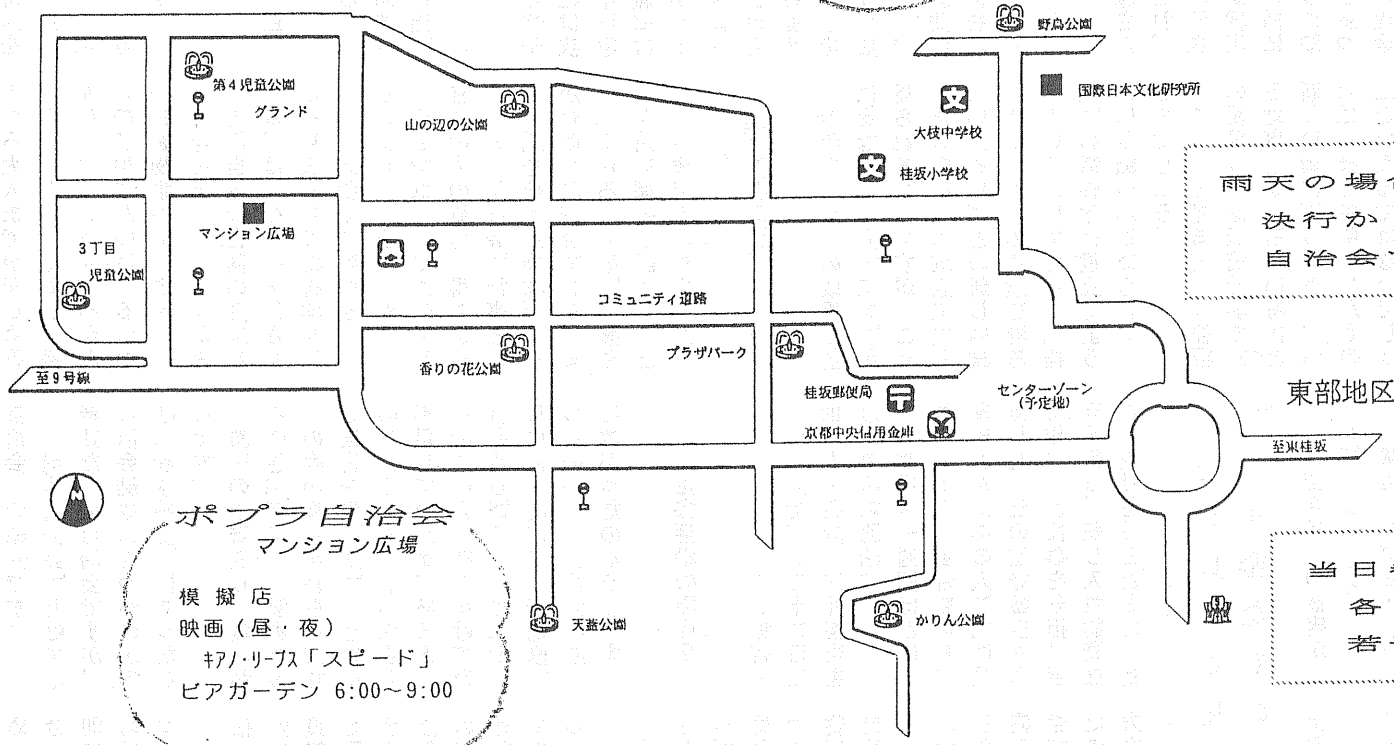 野鳥公園
国際日本文化研究所
大枝中学校
桂坂小学校
第4児童公園
グランド
山の辺の公園
マンション広場
3丁目
児童公園
コミュニティ道路
香りの花公園
プラザパーク
至9号線
桂坂郵便局
京都中央信用金庫
センターゾーン
(予定地)
至東桂坂
天蓋公園
かりん公園
N
雨天の場
決行か
自治会
東部地区
当日
各
若
ポプラ自治会
マンション広場
模擬店
映画(昼・夜)
キアノ・リーブス「スピード」
ビアガーデン 6:00~9:00